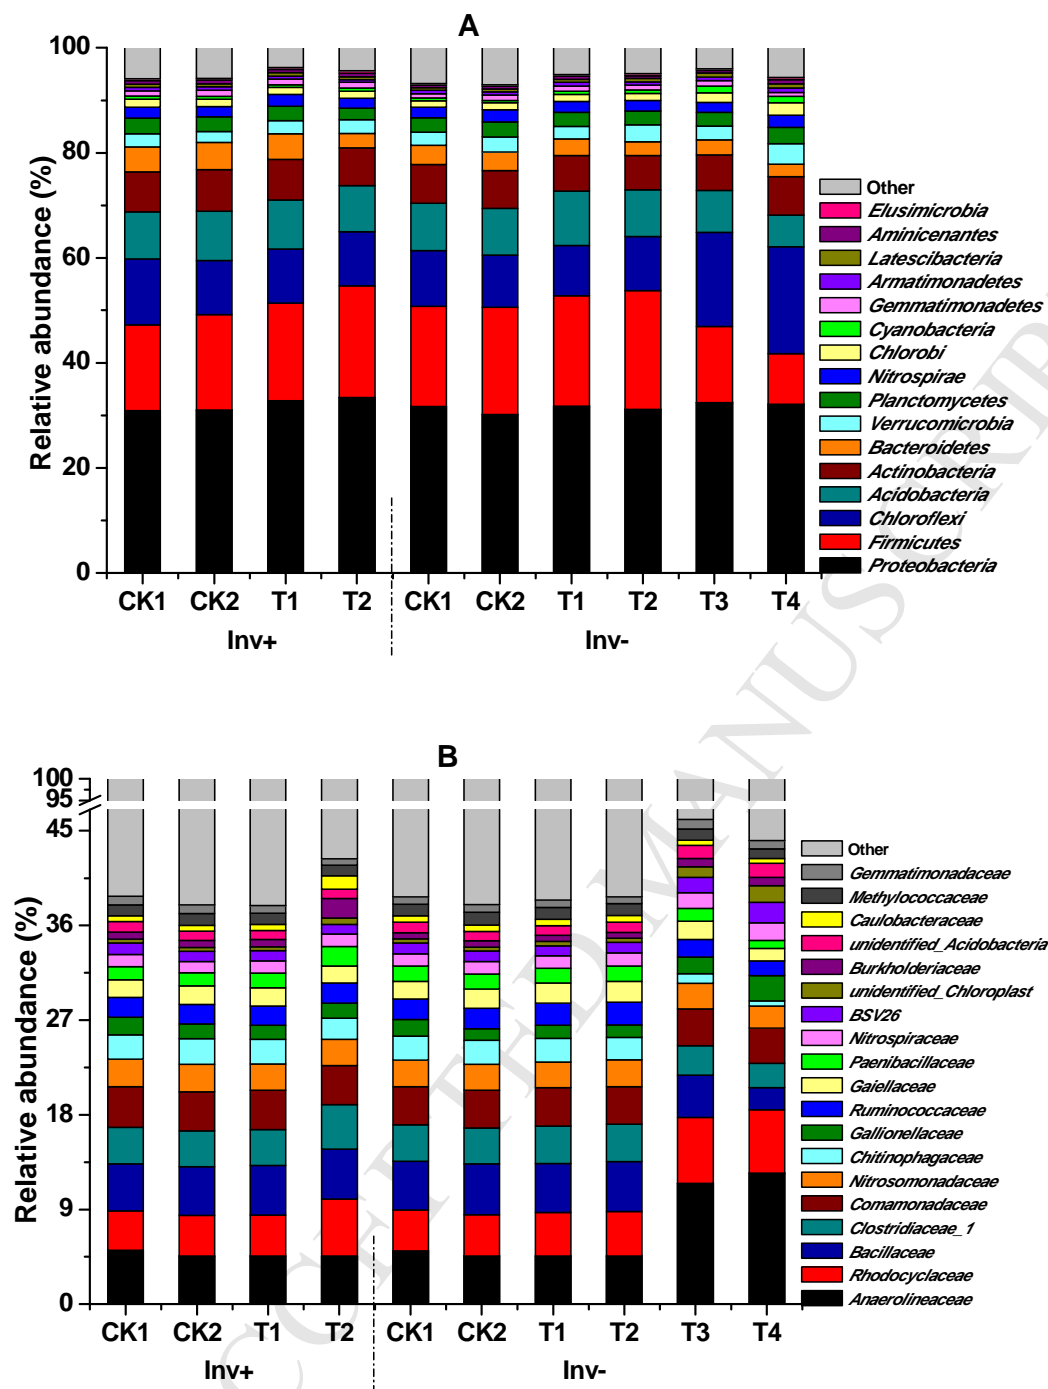 A
100
80
60
40
20
0
Relative abundance (%)
CK1 CK2 T1 T2 CK1 CK2 T1 T2 T3 T4
Inv+ Inv-
Other
Elusimicrobia
Aminicenantes
Latescibacteria
Armatimonadetes
Gemmatimonadetes
Cyanobacteria
Chlorobi
Nitrospirae
Planctomycetes
Verrucomicrobia
Bacteroidetes
Actinobacteria
Acidobacteria
Chloroflexi
Firmicutes
Proteobacteria
B
100
95
45
36
27
18
9
0
Relative abundance (%)
CK1 CK2 T1 T2 CK1 CK2 T1 T2 T3 T4
Inv+ Inv-
Other
Gemmatimonadaceae
Methylococcaceae
Caulobacteraceae
unidentified_Acidobacteria
Burkholderiaceae
unidentified_Chloroplast
BSV26
Nitrospiraceae
Paenibacillaceae
Gaiellaceae
Ruminococcaceae
Gallionellaceae
Chitinophagaceae
Nitrosomonadaceae
Comamonadaceae
Clostridiaceae_1
Bacillaceae
Rhodocyclaceae
Anaerolineaceae